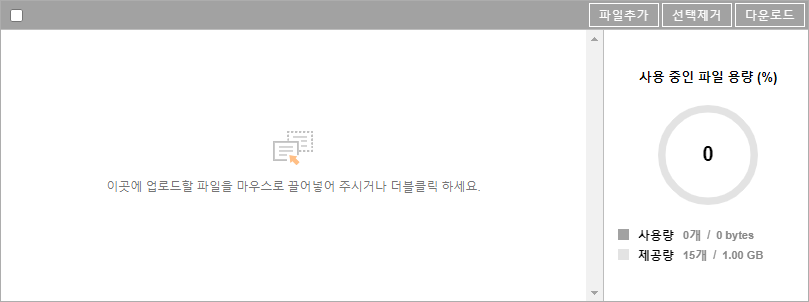 파일추가 선택제거 다운로드
이곳에 업로드할 파일을 마우스로 끌어넣어 주시거나 더블클릭 하세요.
사용 중인 파일 용량 (%)
0
사용량 0개 / 0 bytes
제공량 15개 / 1.00 GB